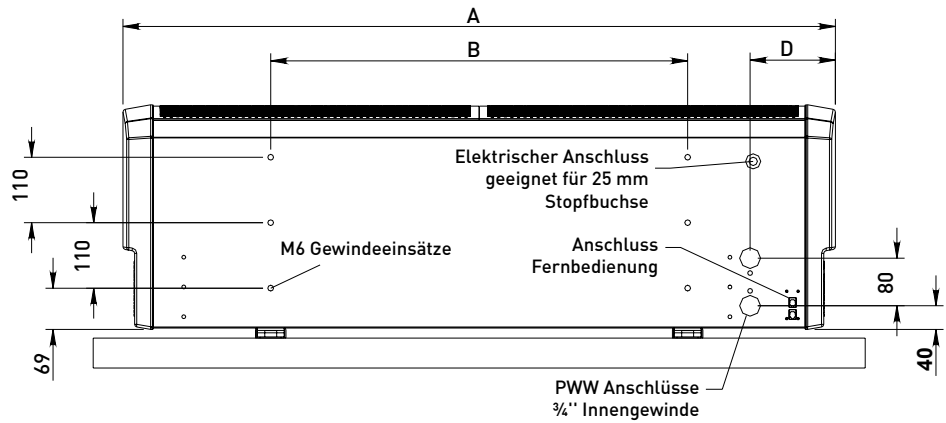 A
B
D
110
110
69
Elektrischer Anschluss
geeignet für 25 mm
Stopfbuchse
M6 Gewindeeinsätze
Anschluss
Fernbedienung
80
40
PWW Anschlüsse
¾'' Innengewinde